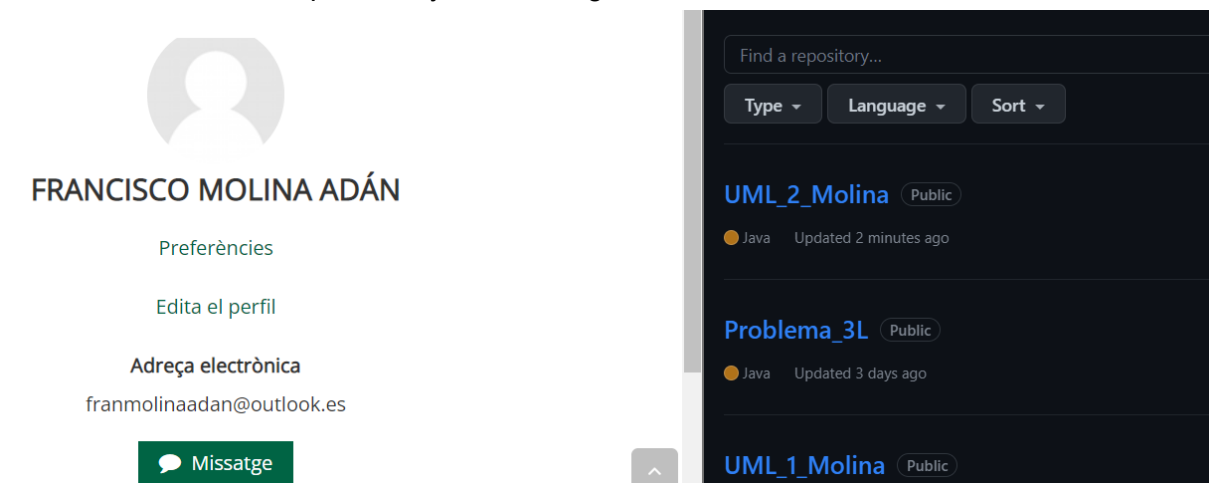 FRANCISCO MOLINA ADÁN
Preferències
Edita el perfil
Adreça electrònica
franmolinaadan@outlook.es
Missatge
Find a repository...
Type
Language
Sort
UML_2_Molina Public
Java Updated 2 minutes ago
Problema_3L Public
Java Updated 3 days ago
UML_1_Molina Public